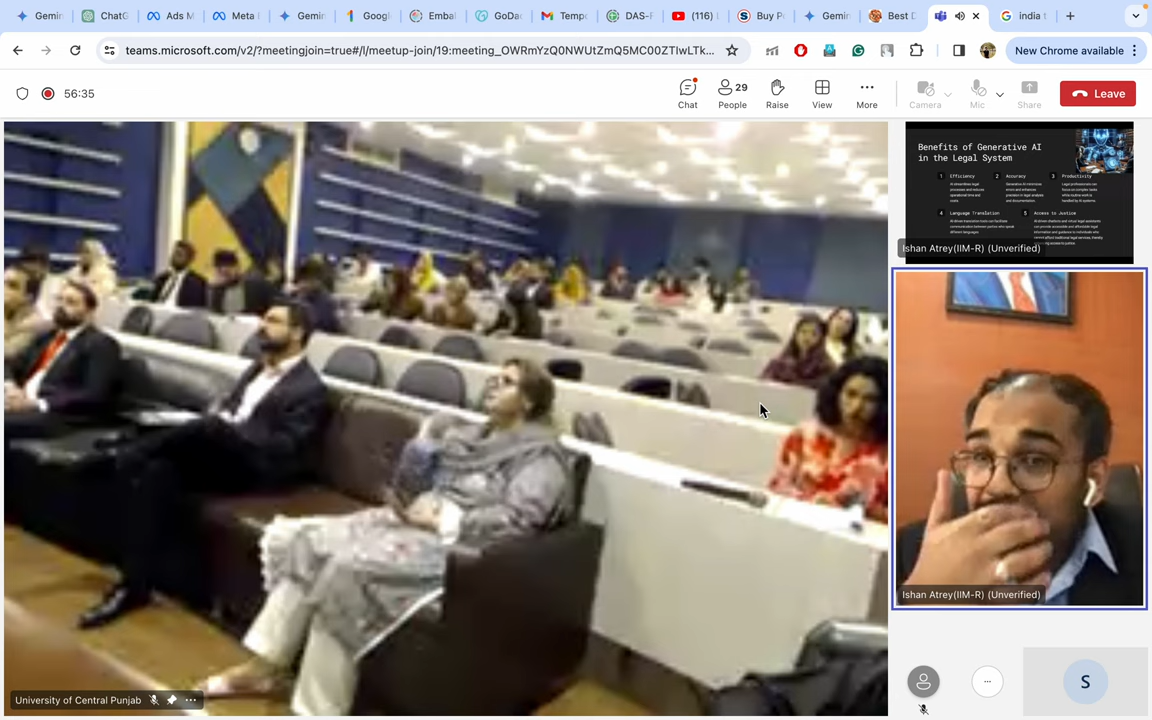 Gemin
ChatG
Ads M
Meta
Gemin
Googl
Embal
GoDa
Temp
DAS-F
(116)
Buy P
Gemin
Best D
india t
teams.microsoft.com/v2/?meetingjoin=true#/l/meetup-join/19:meeting_OWRmYzQ0NWUtZmQ5MC00ZTIwLTk...
New Chrome available
56:35
Chat
29
People
Raise
View
More
Camera
Mic
Share
Leave
Benefits of Generative AI
in the Legal System
1 Efficiency
2 Accuracy
3 Productivity
4 Language Translation
5 Access to Justice
Ishan Atrey(IIM-R) (Unverified)
Ishan Atrey(IIM-R) (Unverified)
University of Central Punjab
S